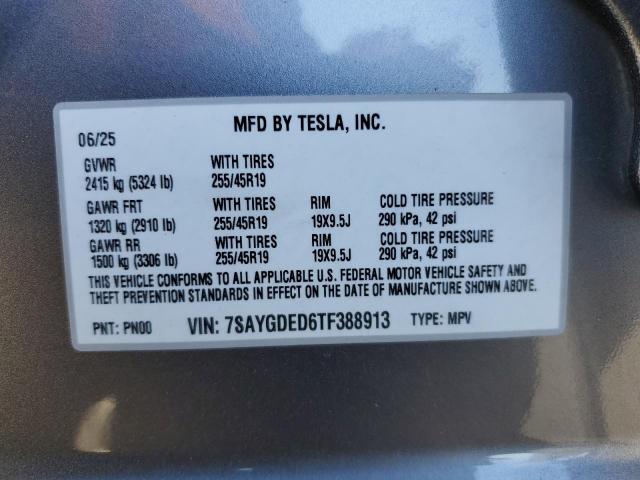 MFD BY TESLA, INC.
06/25
GVWR WITH TIRES
2415 kg (5324 lb) 255/45R19
GAWR FRT WITH TIRES RIM COLD TIRE PRESSURE
1320 kg (2910 lb) 255/45R19 19X9.5J 290 kPa, 42 psi
GAWR RR WITH TIRES RIM COLD TIRE PRESSURE
1500 kg (3306 lb) 255/45R19 19X9.5J 290 kPa, 42 psi
THIS VEHICLE CONFORMS TO ALL APPLICABLE U.S. FEDERAL MOTOR VEHICLE SAFETY AND
THEFT PREVENTION STANDARDS IN EFFECT ON THE DATE OF MANUFACTURE SHOWN ABOVE.
PNT: PN00 VIN: 7SAYGDED6TF388913 TYPE: MPV